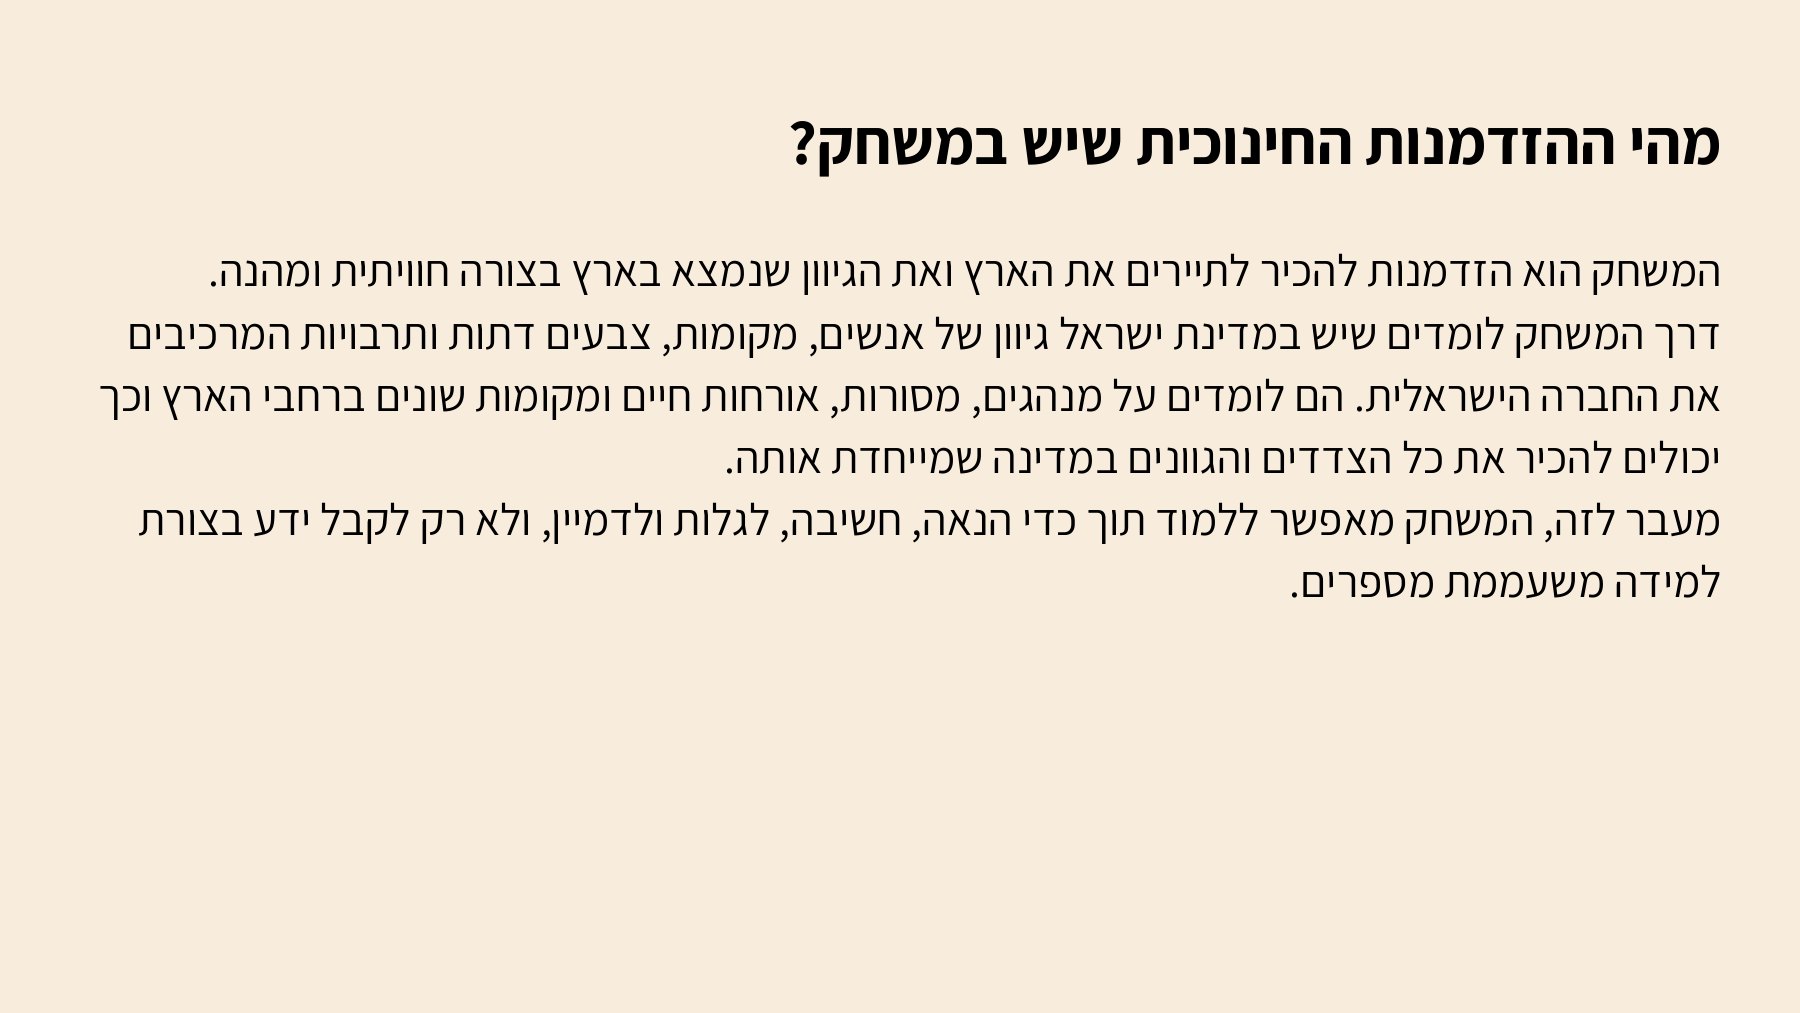 מהי ההזדמנות החינוכית שיש במשחק?
המשחק הוא הזדמנות להכיר לתיירים את הארץ ואת הגיוון שנמצא בארץ בצורה חוויתית ומהנה.
דרך המשחק לומדים שיש במדינת ישראל גיוון של אנשים, מקומות, צבעים דתות ותרבויות המרכיבים
את החברה הישראלית. הם לומדים על מנהגים, מסורות, אורחות חיים ומקומות שונים ברחבי הארץ וכך
יכולים להכיר את כל הצדדים והגוונים במדינה שמייחדת אותה.
מעבר לזה, המשחק מאפשר ללמוד תוך כדי הנאה, חשיבה, לגלות ולדמיין, ולא רק לקבל ידע בצורת
למידה משעממת מספרים.